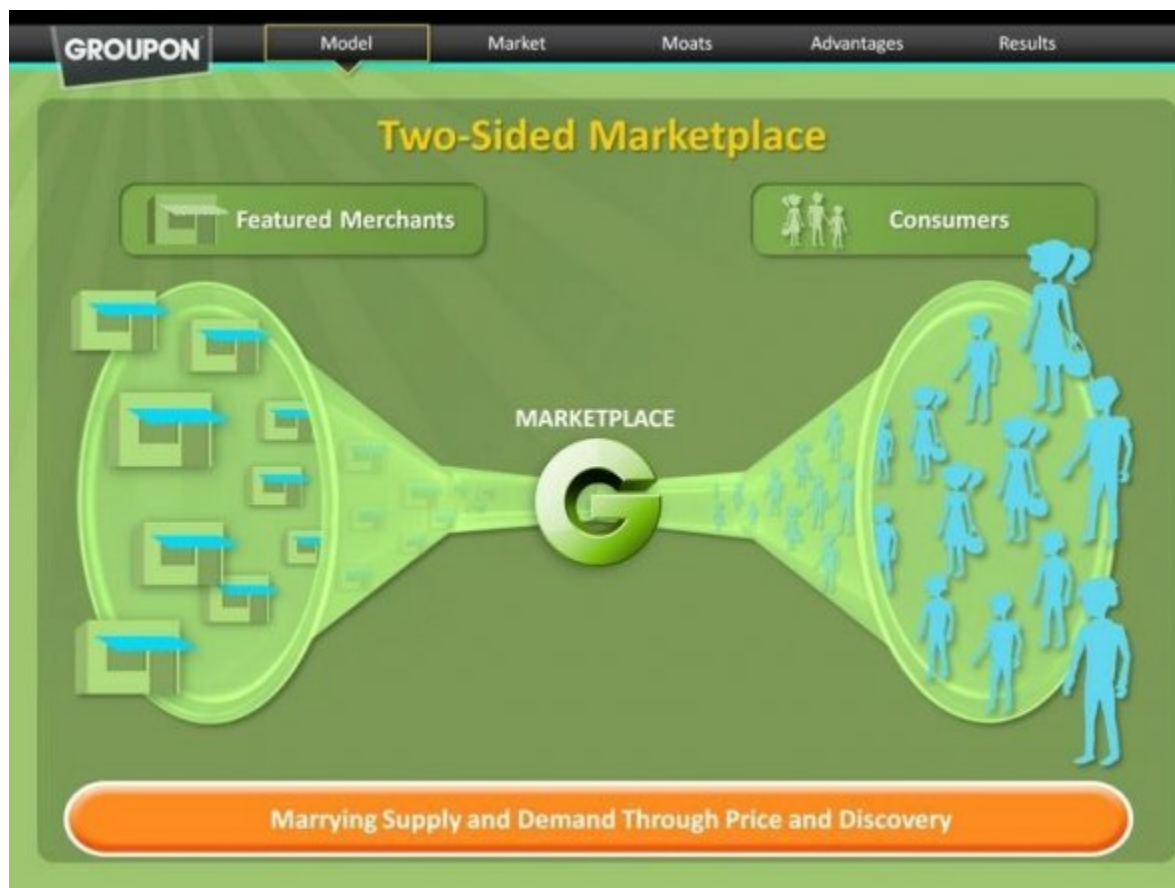 GROUPON
Model
Market
Moats
Advantages
Results
Two-Sided Marketplace
Featured Merchants
Consumers
MARKETPLACE
G
Marrying Supply and Demand Through Price and Discovery